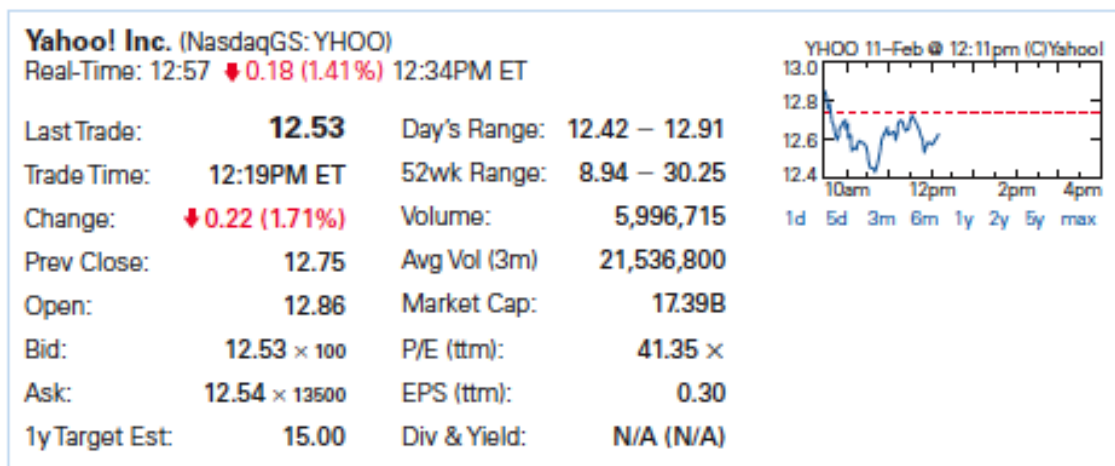 Yahoo! Inc. (NasdaqGS: YHOO)
Real-Time: 12:57 ⬇0.18 (1.41%) 12:34PM ET
Last Trade: 12.53
Trade Time: 12:19PM ET
Change: ⬇0.22 (1.71%)
Prev Close: 12.75
Open: 12.86
Bid: 12.53 × 100
Ask: 12.54 × 13500
1y Target Est: 15.00
Day's Range: 12.42 – 12.91
52wk Range: 8.94 – 30.25
Volume: 5,996,715
Avg Vol (3m) 21,536,800
Market Cap: 17.39B
P/E (ttm): 41.35 ×
EPS (ttm): 0.30
Div & Yield: N/A (N/A)
YHOO 11–Feb @ 12:11pm (C)Yahoo!
13.0
12.8
12.6
12.4
10am 12pm 2pm 4pm
1d 5d 3m 6m 1y 2y 5y max